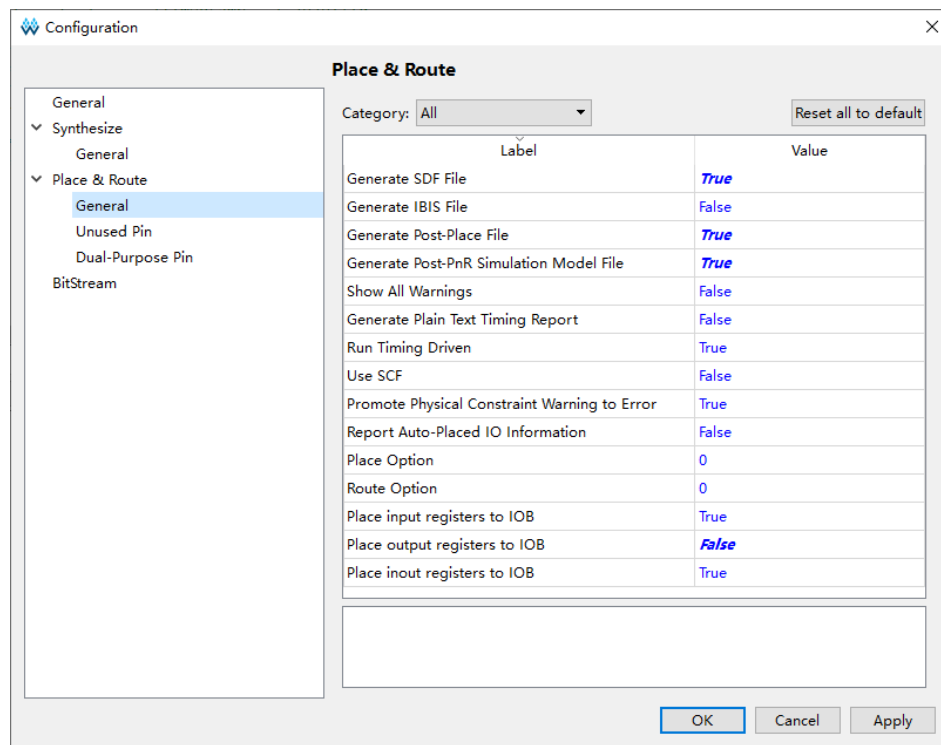 Configuration
Place & Route
General
Synthesize
General
Place & Route
General
Unused Pin
Dual-Purpose Pin
BitStream
Category: All
Reset all to default
Label Value
Generate SDF File True
Generate IBIS File False
Generate Post-Place File True
Generate Post-PnR Simulation Model File True
Show All Warnings False
Generate Plain Text Timing Report False
Run Timing Driven True
Use SCF False
Promote Physical Constraint Warning to Error True
Report Auto-Placed IO Information False
Place Option 0
Route Option 0
Place input registers to IOB True
Place output registers to IOB False
Place inout registers to IOB True
OK Cancel Apply